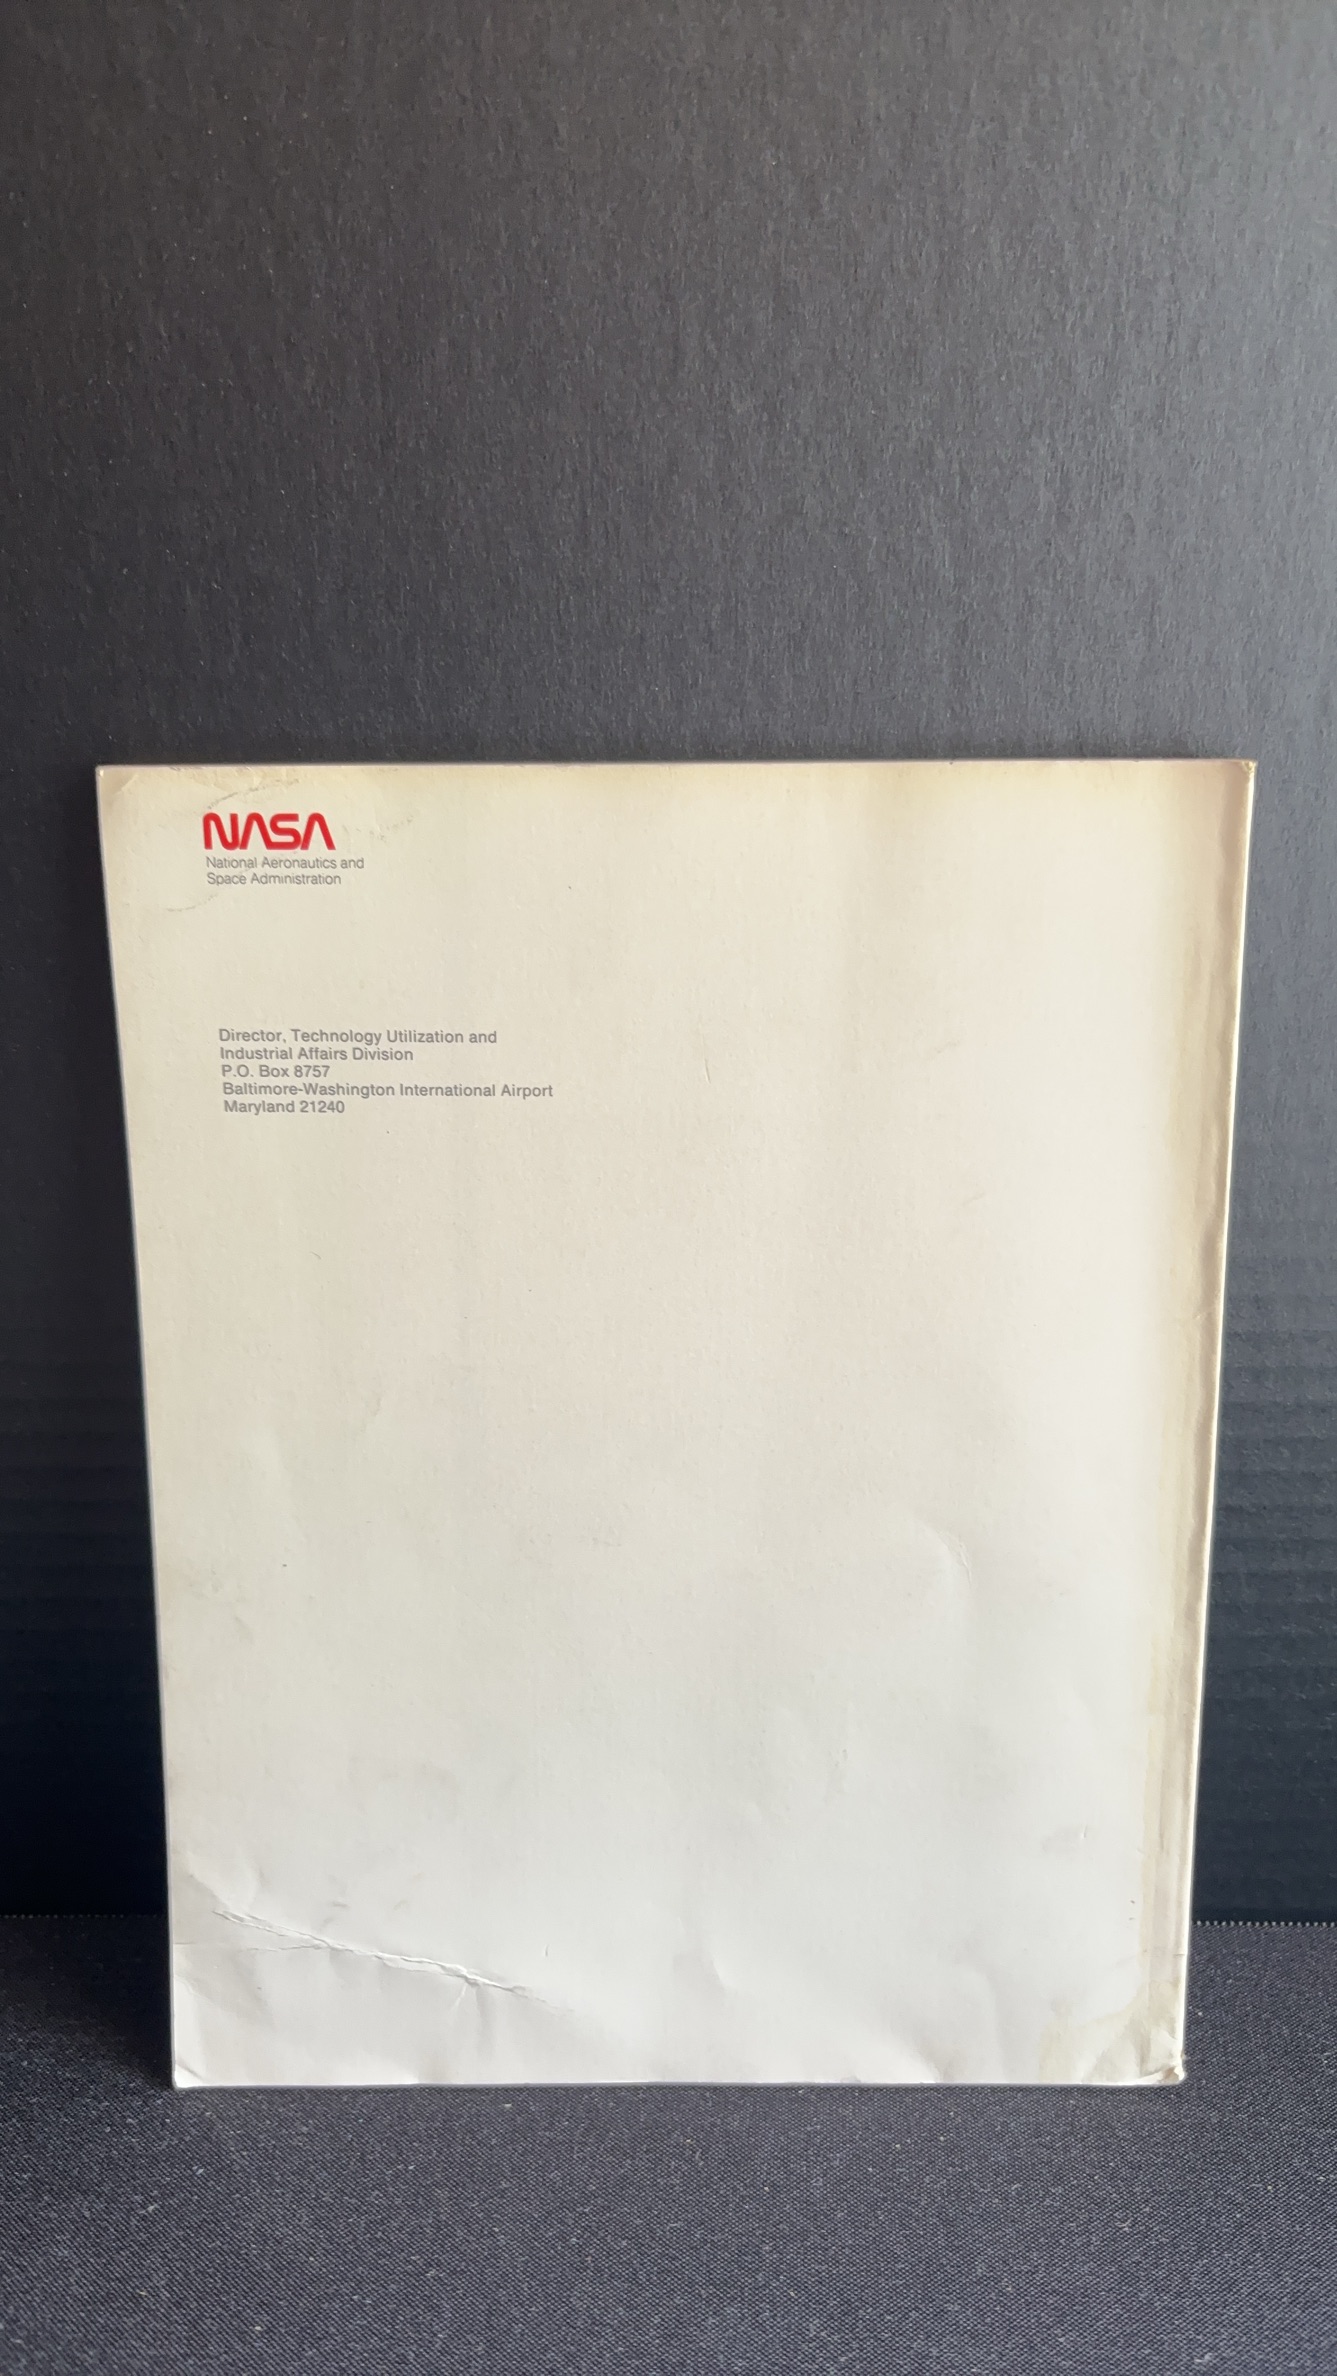 NASA
National Aeronautics and
Space Administration
Director, Technology Utilization and
Industrial Affairs Division
P.O. Box 8757
Baltimore-Washington International Airport
Maryland 21240